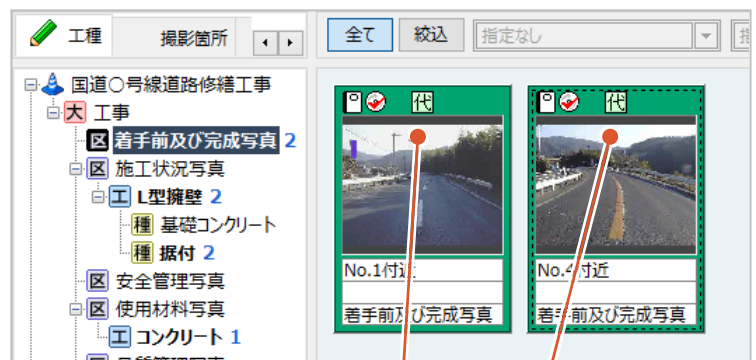 工種
撮影箇所
全て
絞込
指定なし
国道○号線道路修繕工事
大 工事
区 着手前及び完成写真 2
区 施工状況写真
工 L型擁壁 2
種 基礎コンクリート
種 据付 2
区 安全管理写真
区 使用材料写真
工 コンクリート 1
代
No.1付近
着手前及び完成写真
代
No.4付近
着手前及び完成写真